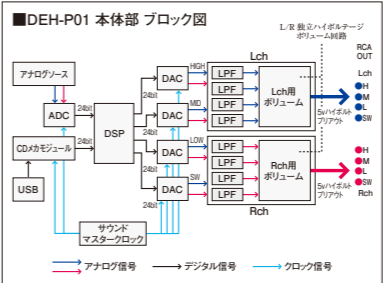 ■DEH-P01 本体部 ブロック図
L/R 独立ハイボルテージ
ボリューム回路
RCA
OUT
アナログソース
ADC
24bit
CDメカモジュール
24bit
USB
DSP
24bit
HIGH
DAC
24bit
MID
DAC
24bit
LOW
DAC
24bit
SW
DAC
Lch
LPF
LPF
LPF
LPF
Lch用
ボリューム
5vハイボルト
プリアウト
Lch
H
M
L
SW
LPF
LPF
LPF
LPF
Rch用
ボリューム
Rch
5vハイボルト
プリアウト
H
M
L
SW
Rch
サウンド
マスタークロック
アナログ信号
デジタル信号
クロック信号